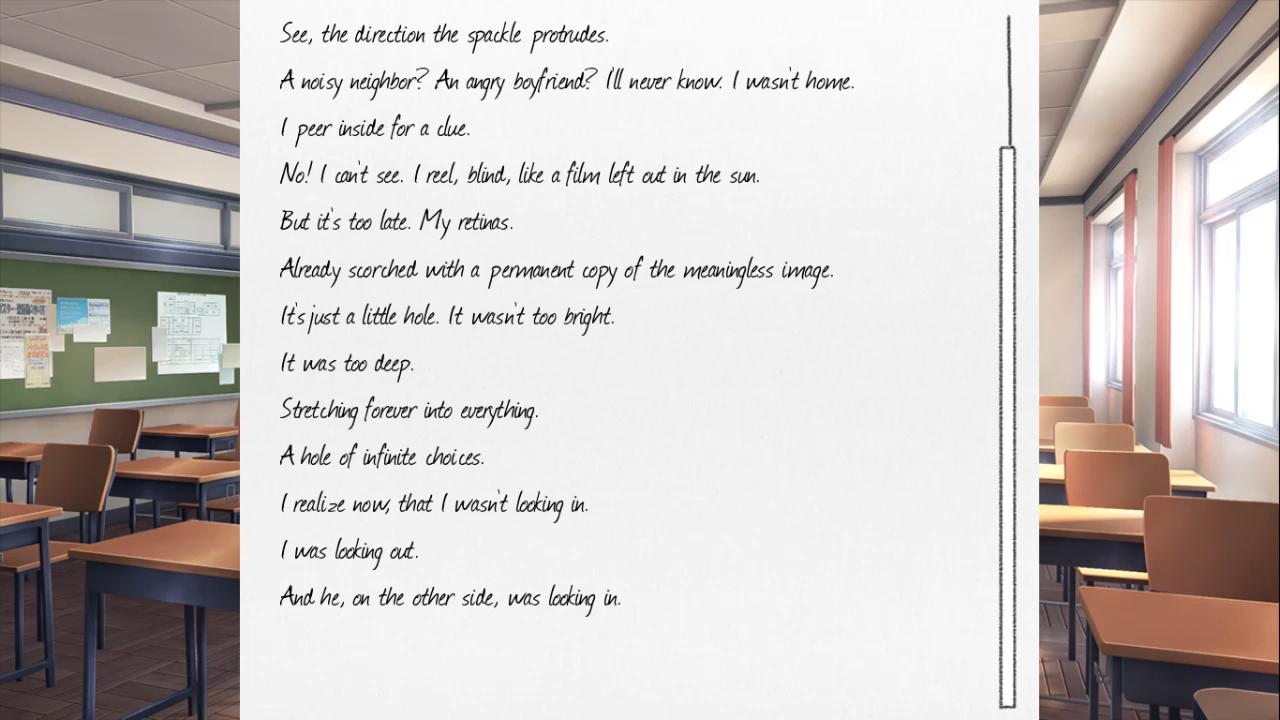 See, the direction the spackle protrudes.
A noisy neighbor? An angry boyfriend? I'll never know. I wasn't home.
I peer inside for a clue.
No! I can't see. I reel, blind, like a film left out in the sun.
But it's too late. My retinas.
Already scorched with a permanent copy of the meaningless image.
It's just a little hole. It wasn't too bright.
It was too deep.
Stretching forever into everything.
A hole of infinite choices.
I realize now, that I wasn't looking in.
I was looking out.
And he, on the other side, was looking in.